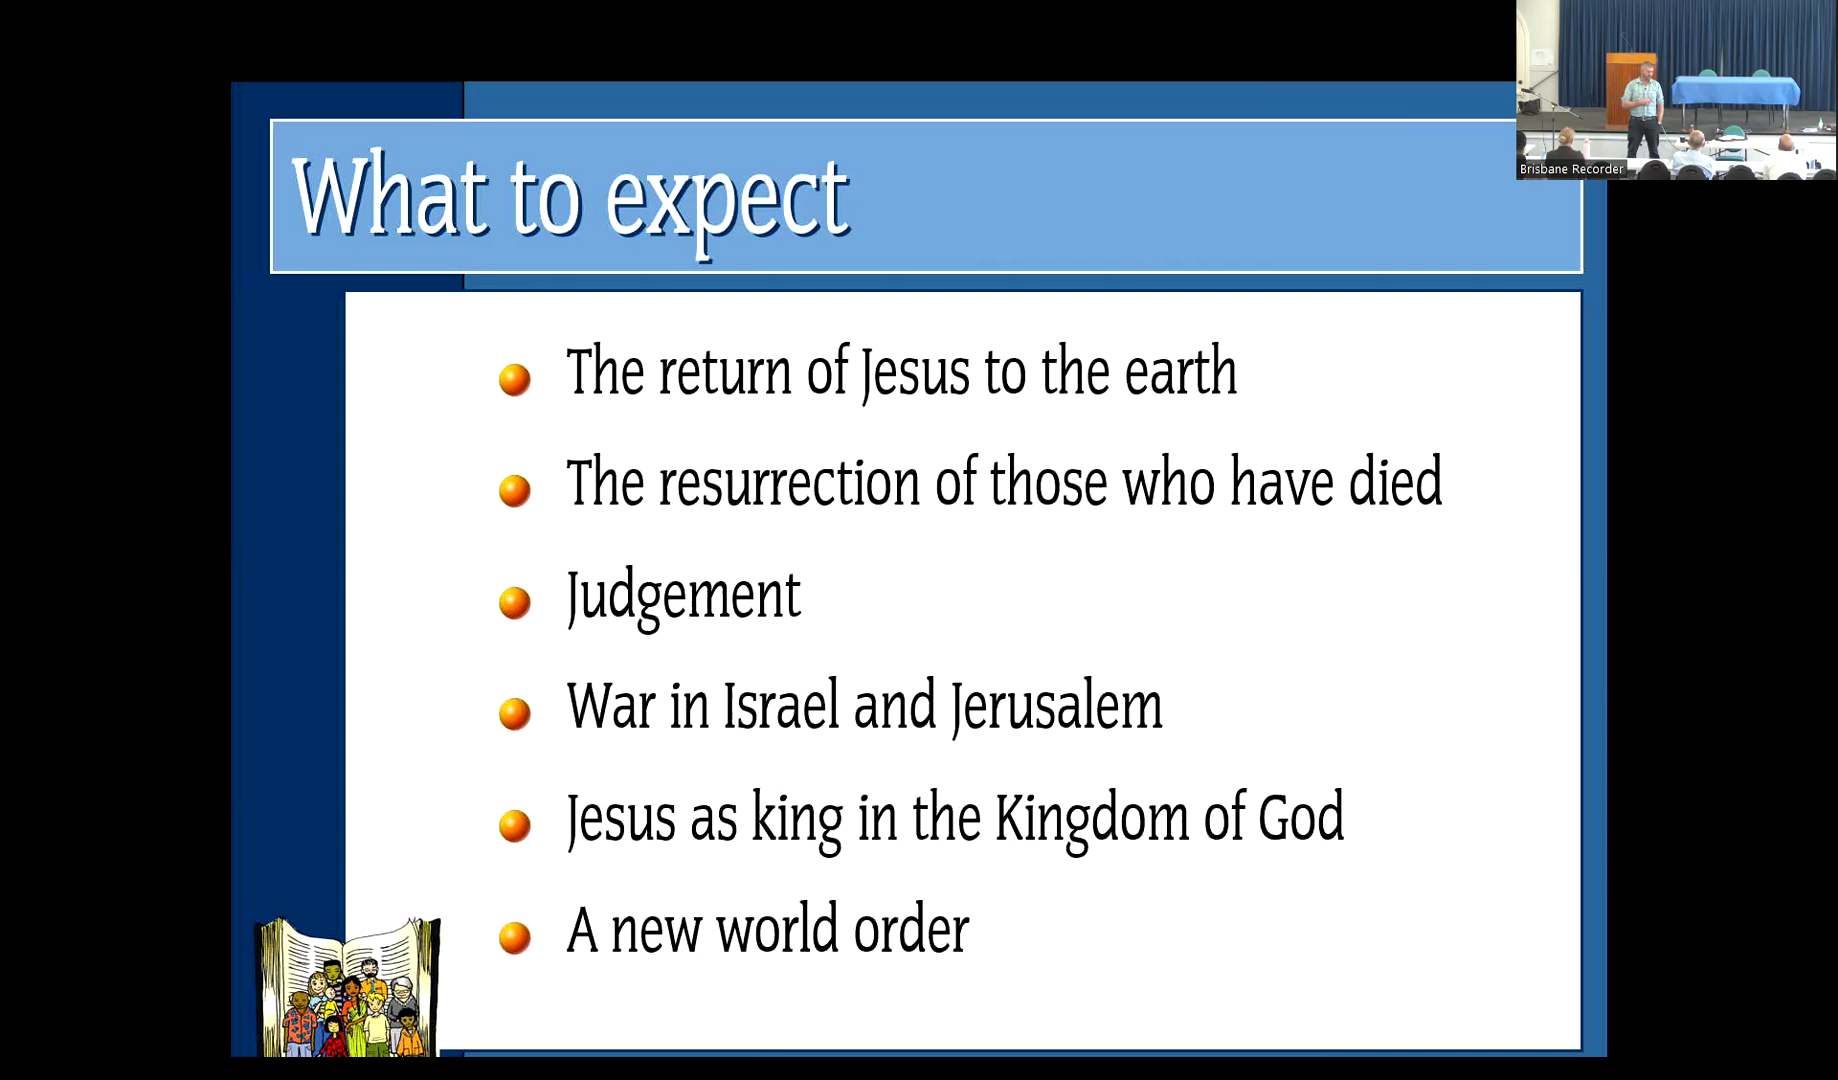 What to expect
The return of Jesus to the earth
The resurrection of those who have died
Judgement
War in Israel and Jerusalem
Jesus as king in the Kingdom of God
A new world order
Brisbane Recorder